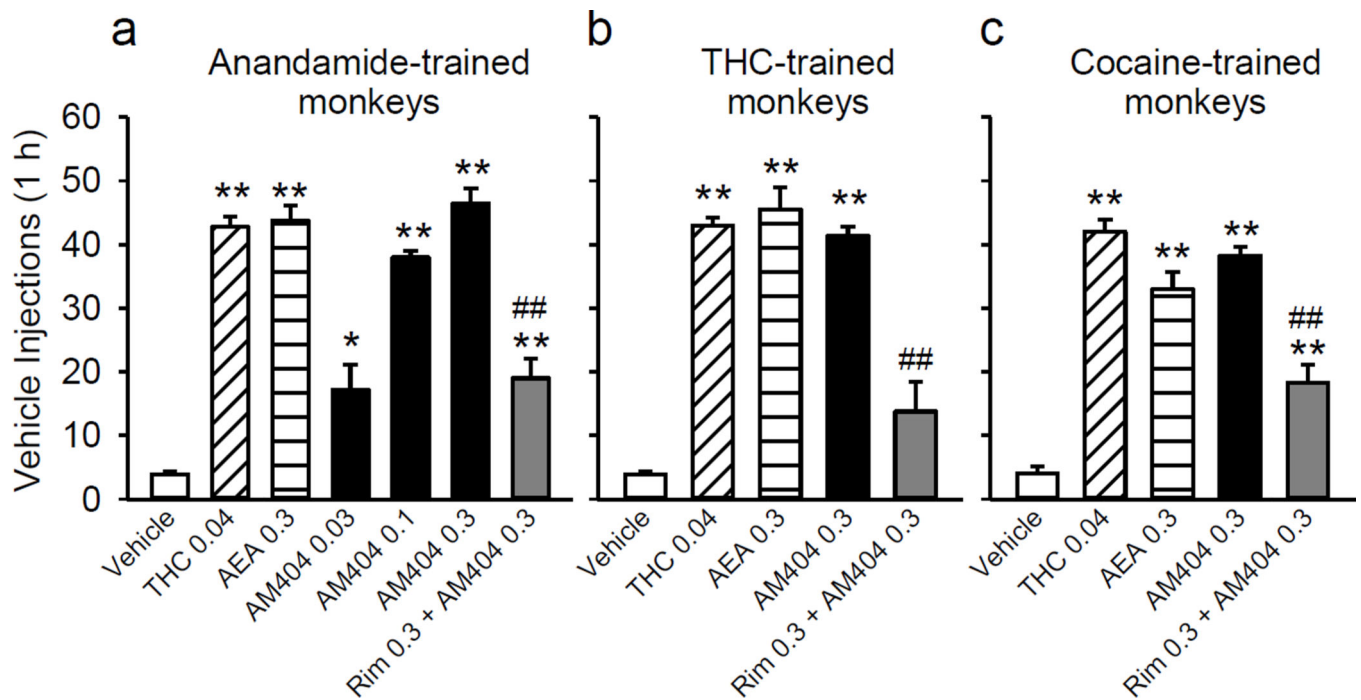 a
Anandamide-trained
monkeys
b
THC-trained
monkeys
c
Cocaine-trained
monkeys
Vehicle Injections (1 h)
60
50
40
30
20
10
0
**
**
*
**
**
##
**
**
**
**
##
**
**
**
##
**
Vehicle
THC 0.04
AEA 0.3
AM404 0.03
AM404 0.1
AM404 0.3
Rim 0.3 + AM404 0.3
Vehicle
THC 0.04
AEA 0.3
AM404 0.3
Rim 0.3 + AM404 0.3
Vehicle
THC 0.04
AEA 0.3
AM404 0.3
Rim 0.3 + AM404 0.3